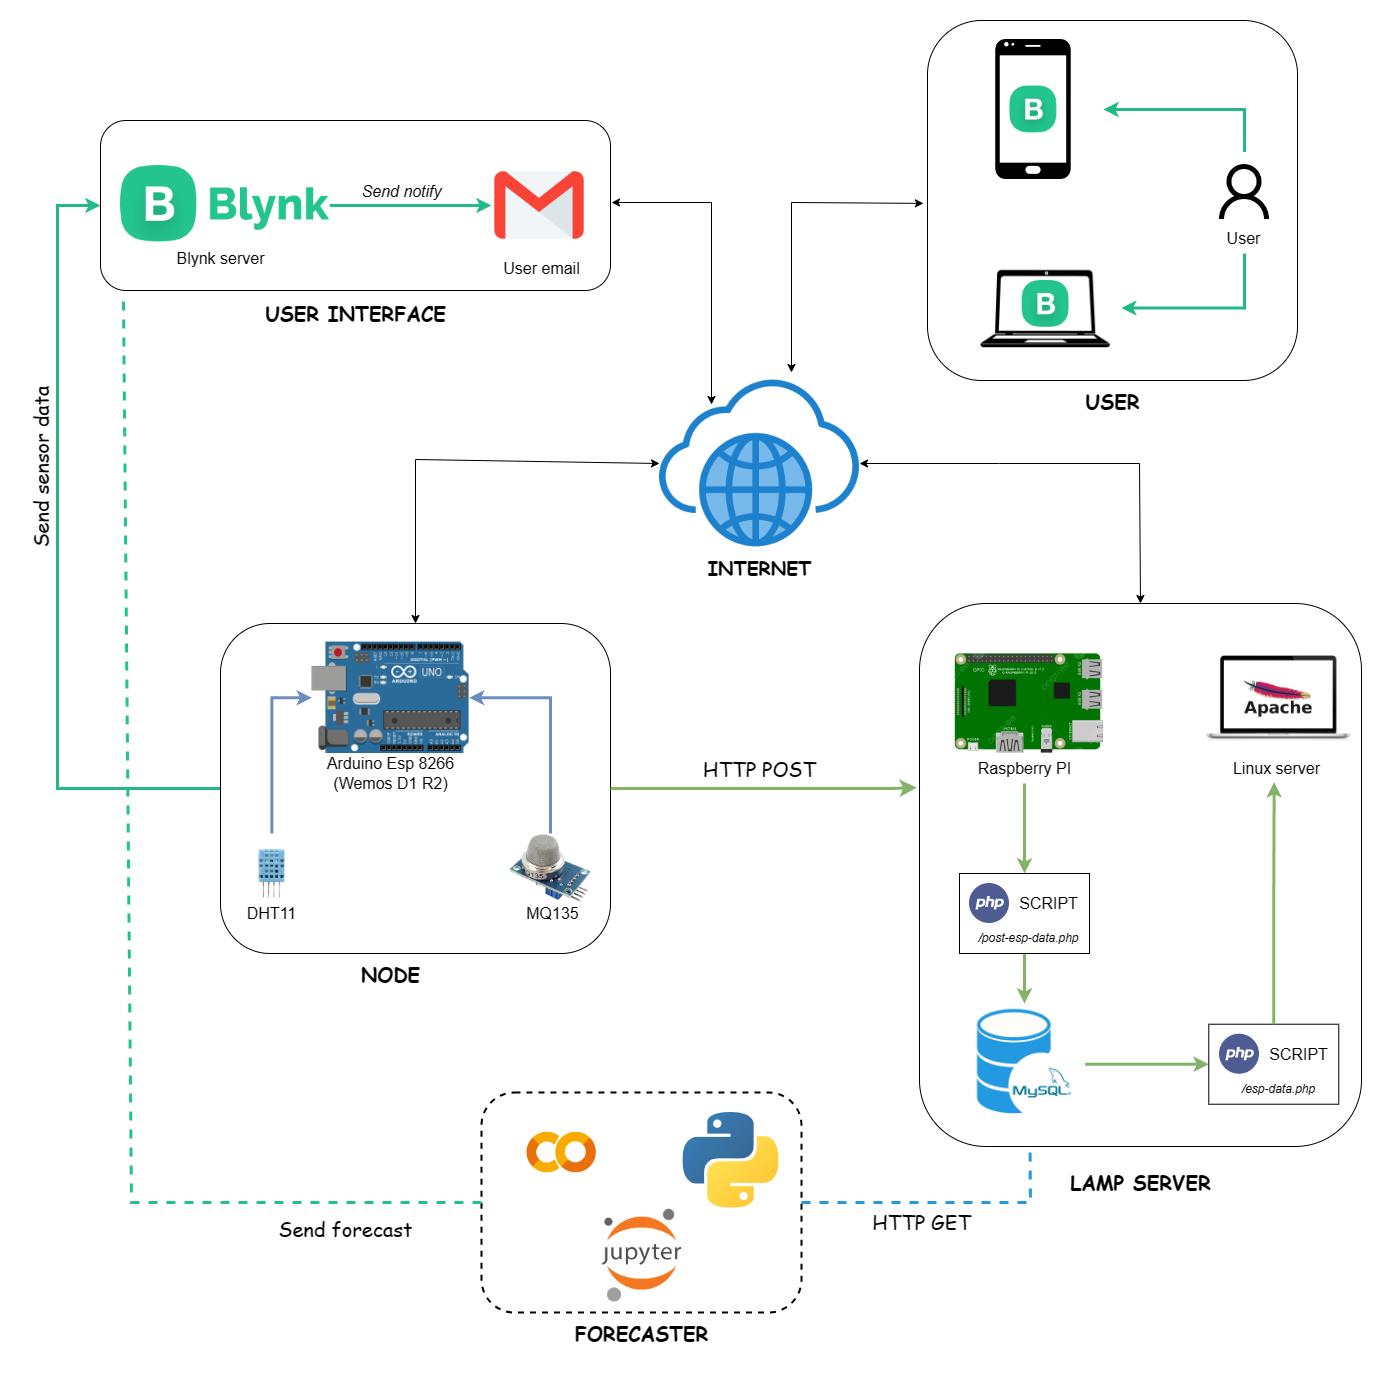 B
B Blynk
Send notify
Blynk server
User email
USER INTERFACE
User
B
USER
Send sensor data
INTERNET
UNO
ARDUINO
Arduino Esp 8266
(Wemos D1 R2)
DHT11
MQ135
NODE
HTTP POST
Raspberry PI
Apache
Linux server
php SCRIPT
/post-esp-data.php
MySQL
php SCRIPT
/esp-data.php
LAMP SERVER
HTTP GET
Send forecast
jupyter
FORECASTER